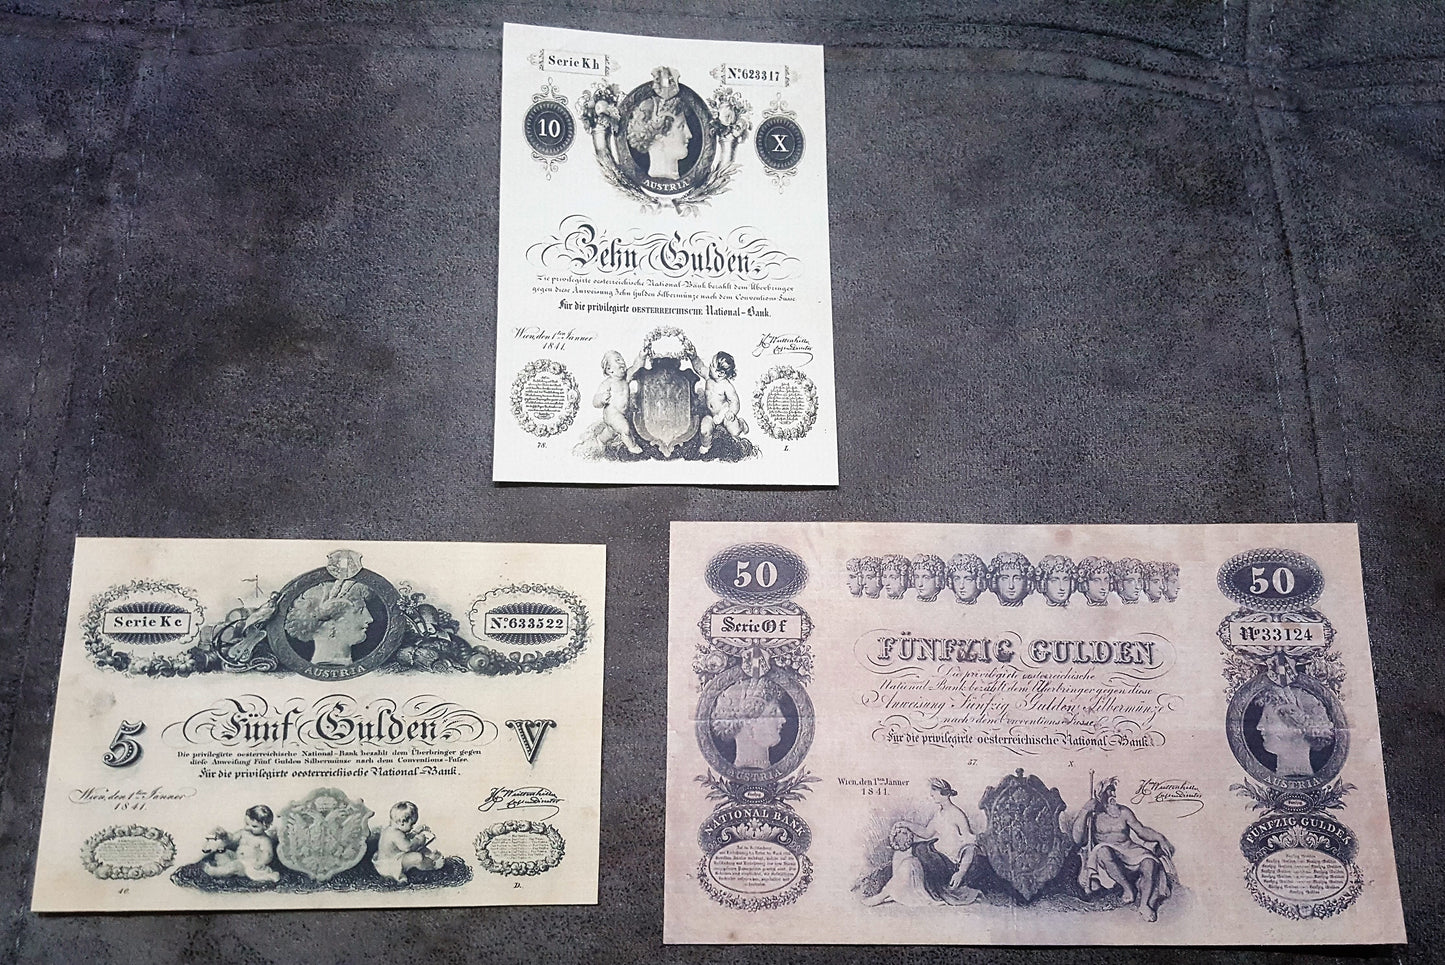 Serie Kh
No. 623317
10
X
AUSTRIA
Zehn Gulden.
Die privilegirte oesterreichische National-Bank bezahlt dem Überbringer
gegen diese Anweisung Zehn Gulden Silbermünze nach dem Conventions-Fusse.
Für die privilegirte OESTERREICHISCHE National-Bank.
Wien, den 1ten Jänner
1841.
78.
L.
Serie Kc
No. 633522
AUSTRIA
5
Fünf Gulden.
V
Die privilegirte oesterreichische National-Bank bezahlt dem Überbringer gegen
diese Anweisung Fünf Gulden Silbermünze nach dem Conventions-Fusse.
Für die privilegirte oesterreichische National-Bank.
Wien, den 1ten Jänner
1841.
40.
D.
50
50
Serie Of
No 33124
FÜNFZIG GULDEN
Die privilegirte oesterreichische
National-Bank bezahlt dem Überbringer gegen diese
Anweisung Fünfzig Gulden Silbermünze
nach dem Conventions-Fusse.
Für die privilegirte oesterreichische National-Bank.
57.
X.
Wien, den 1ten Jänner
1841.
AUSTRIA
AUSTRIA
NATIONAL BANK
FÜNFZIG GULDEN